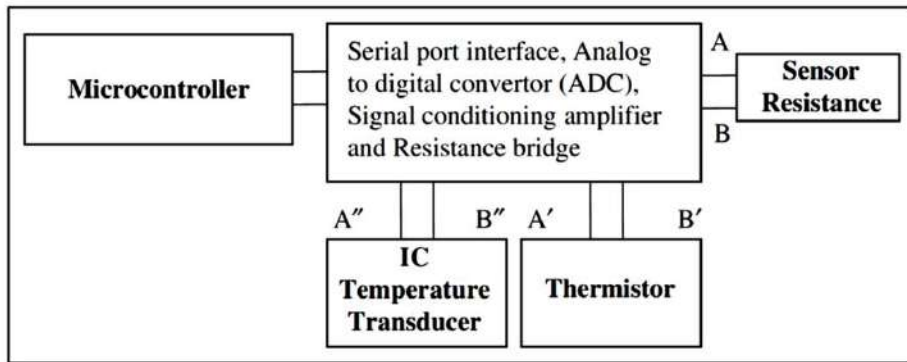 Microcontroller
Serial port interface, Analog
to digital convertor (ADC),
Signal conditioning amplifier
and Resistance bridge
A
Sensor
Resistance
B
A″
B″
A′
B′
IC
Temperature
Transducer
Thermistor